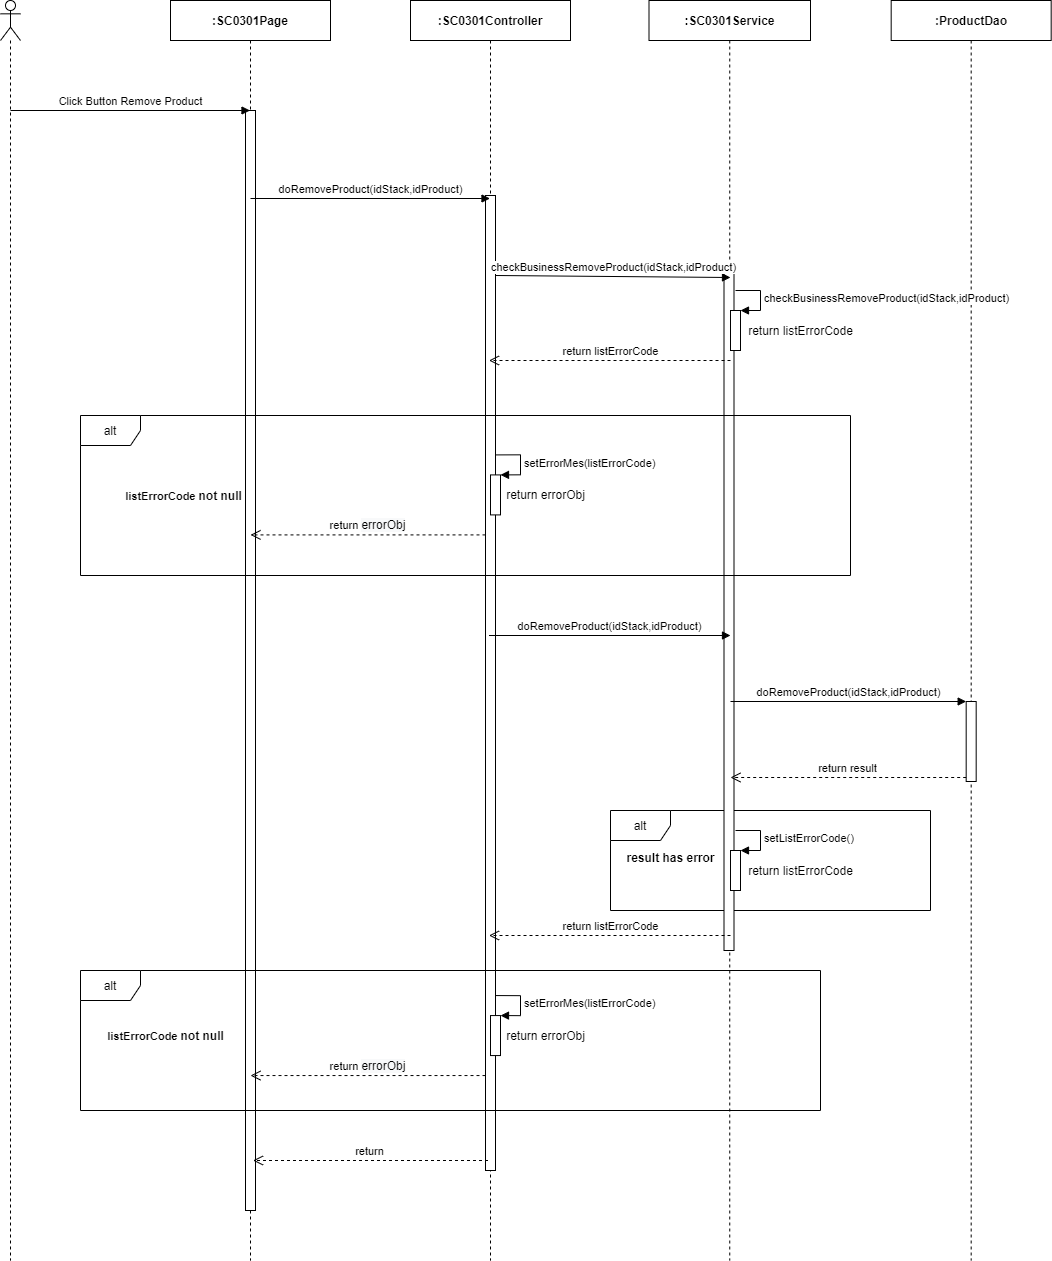 :SC0301Page
:SC0301Controller
:SC0301Service
:ProductDao
Click Button Remove Product
doRemoveProduct(idStack,idProduct)
checkBusinessRemoveProduct(idStack,idProduct)
checkBusinessRemoveProduct(idStack,idProduct)
return listErrorCode
return listErrorCode
alt
setErrorMes(listErrorCode)
listErrorCode not null
return errorObj
return errorObj
doRemoveProduct(idStack,idProduct)
doRemoveProduct(idStack,idProduct)
return result
alt
setListErrorCode()
result has error
return listErrorCode
return listErrorCode
alt
setErrorMes(listErrorCode)
listErrorCode not null
return errorObj
return errorObj
return